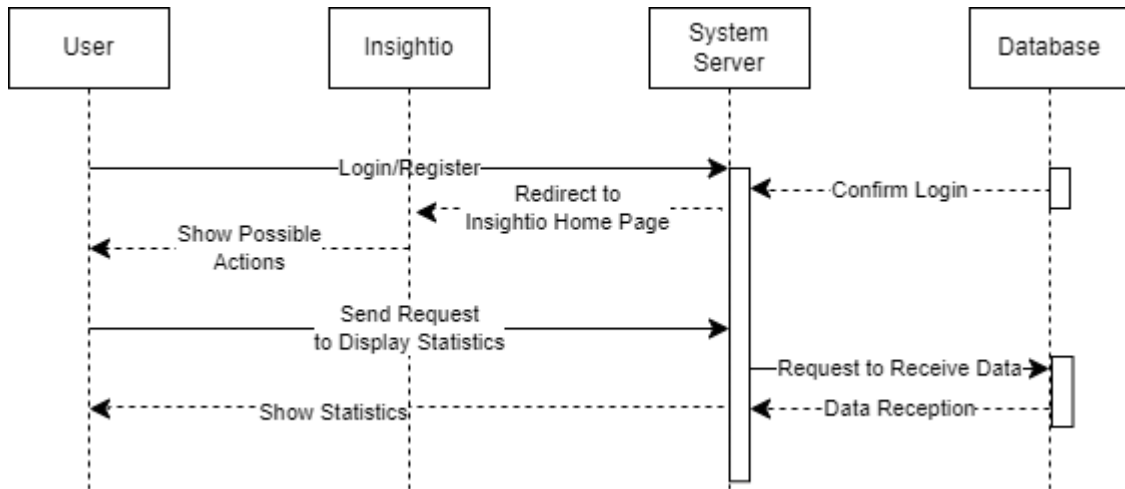 User
Insightio
System
Server
Database
Login/Register
Confirm Login
Redirect to
Insightio Home Page
Show Possible
Actions
Send Request
to Display Statistics
Request to Receive Data
Show Statistics
Data Reception